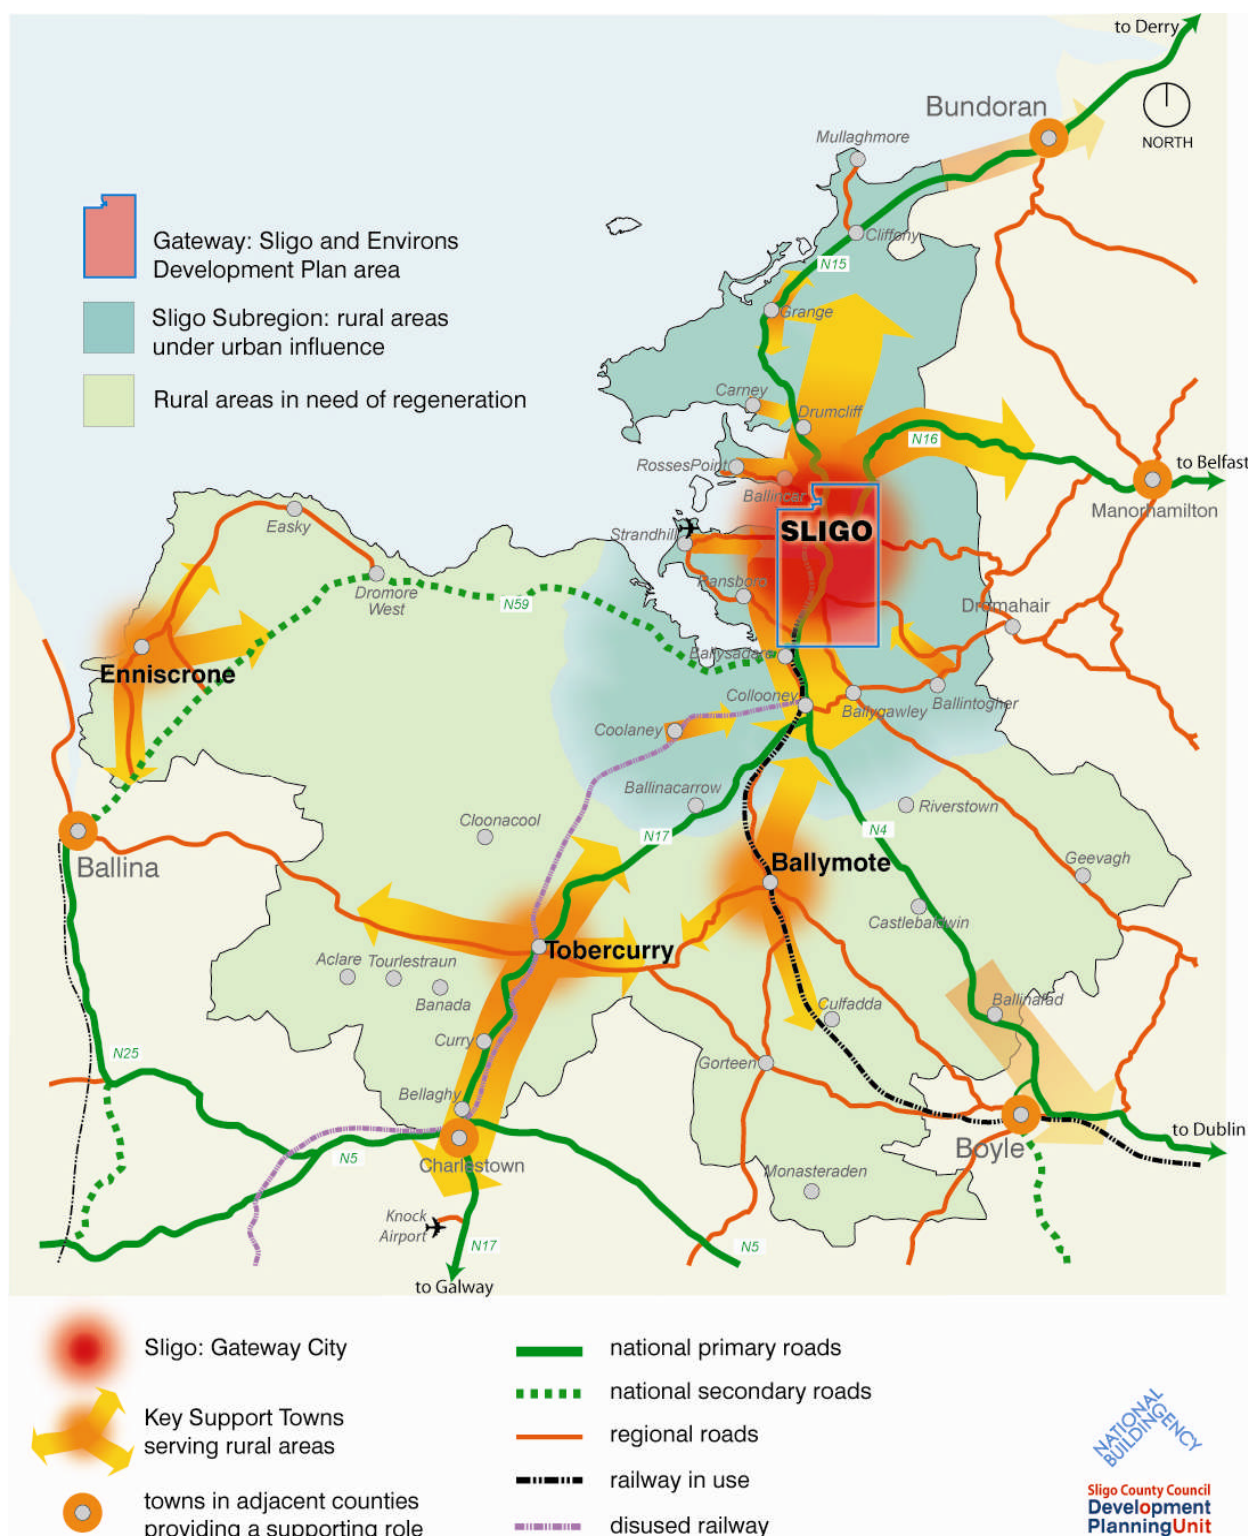 to Derry
Bundoran
NORTH
Mullaghmore
Cliffony
N15
Gateway: Sligo and Environs
Development Plan area
Sligo Subregion: rural areas
under urban influence
Rural areas in need of regeneration
Grange
Carney
Drumcliff
N16
RossesPoint
to Belfast
Ballincar
Manorhamilton
SLIGO
Strandhill
Easky
Ransboro
Dromore
West
N59
Drumahair
Ballysadare
Enniscrone
Collooney
Ballygawley
Ballintogher
Coolaney
Ballinacarrow
Riverstown
Cloonacool
N17
N4
Ballina
Ballymote
Geevagh
Castlebaldwin
Tobercurry
Aclare
Tourlestraun
Banada
Culfadda
Ballinafad
Curry
N25
Gorteen
Bellaghy
to Dublin
Boyle
N5
Charlestown
Monasteraden
Knock
Airport
N17
N5
to Galway
Sligo: Gateway City
Key Support Towns
serving rural areas
towns in adjacent counties
providing a supporting role
national primary roads
national secondary roads
regional roads
railway in use
disused railway
NATIONAL
BUILDINGENCY
Sligo County Council
Development
PlanningUnit